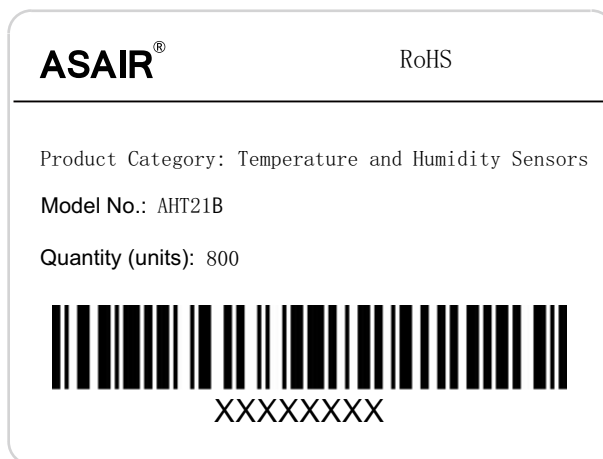 ASAIR®
RoHS
Product Category: Temperature and Humidity Sensors
Model No.: AHT21B
Quantity (units): 800
XXXXXXXX